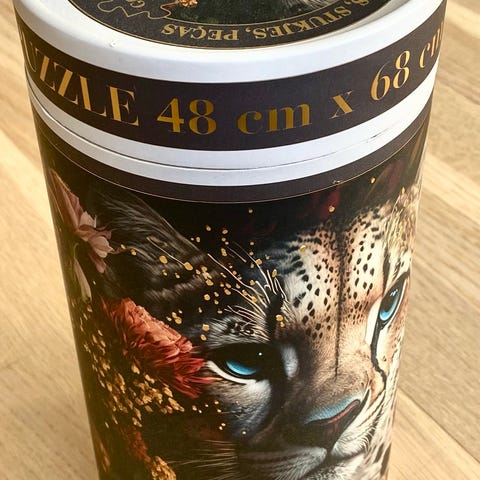 STUKJES, PEÇAS
UZZLE 48 cm x 68 cm